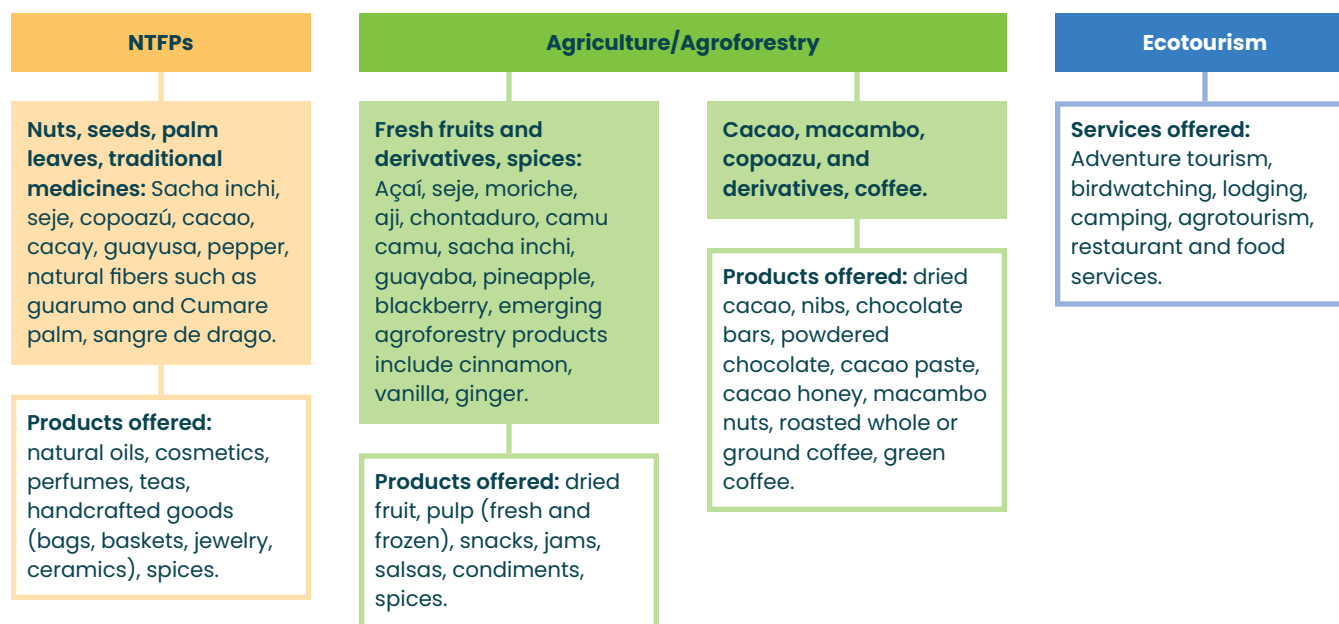 NTFPs
Nuts, seeds, palm
leaves, traditional
medicines: Sacha inchi,
seje, copoazú, cacao,
cacay, guayusa, pepper,
natural fibers such as
guarumo and Cumare
palm, sangre de drago.
Products offered:
natural oils, cosmetics,
perfumes, teas,
handcrafted goods
(bags, baskets, jewelry,
ceramics), spices.
Agriculture/Agroforestry
Fresh fruits and
derivatives, spices:
Açaí, seje, moriche,
aji, chontaduro, camu
camu, sacha inchi,
guayaba, pineapple,
blackberry, emerging
agroforestry products
include cinnamon,
vanilla, ginger.
Products offered: dried
fruit, pulp (fresh and
frozen), snacks, jams,
salsas, condiments,
spices.
Cacao, macambo,
copoazu, and
derivatives, coffee.
Products offered: dried
cacao, nibs, chocolate
bars, powdered
chocolate, cacao paste,
cacao honey, macambo
nuts, roasted whole or
ground coffee, green
coffee.
Ecotourism
Services offered:
Adventure tourism,
birdwatching, lodging,
camping, agrotourism,
restaurant and food
services.